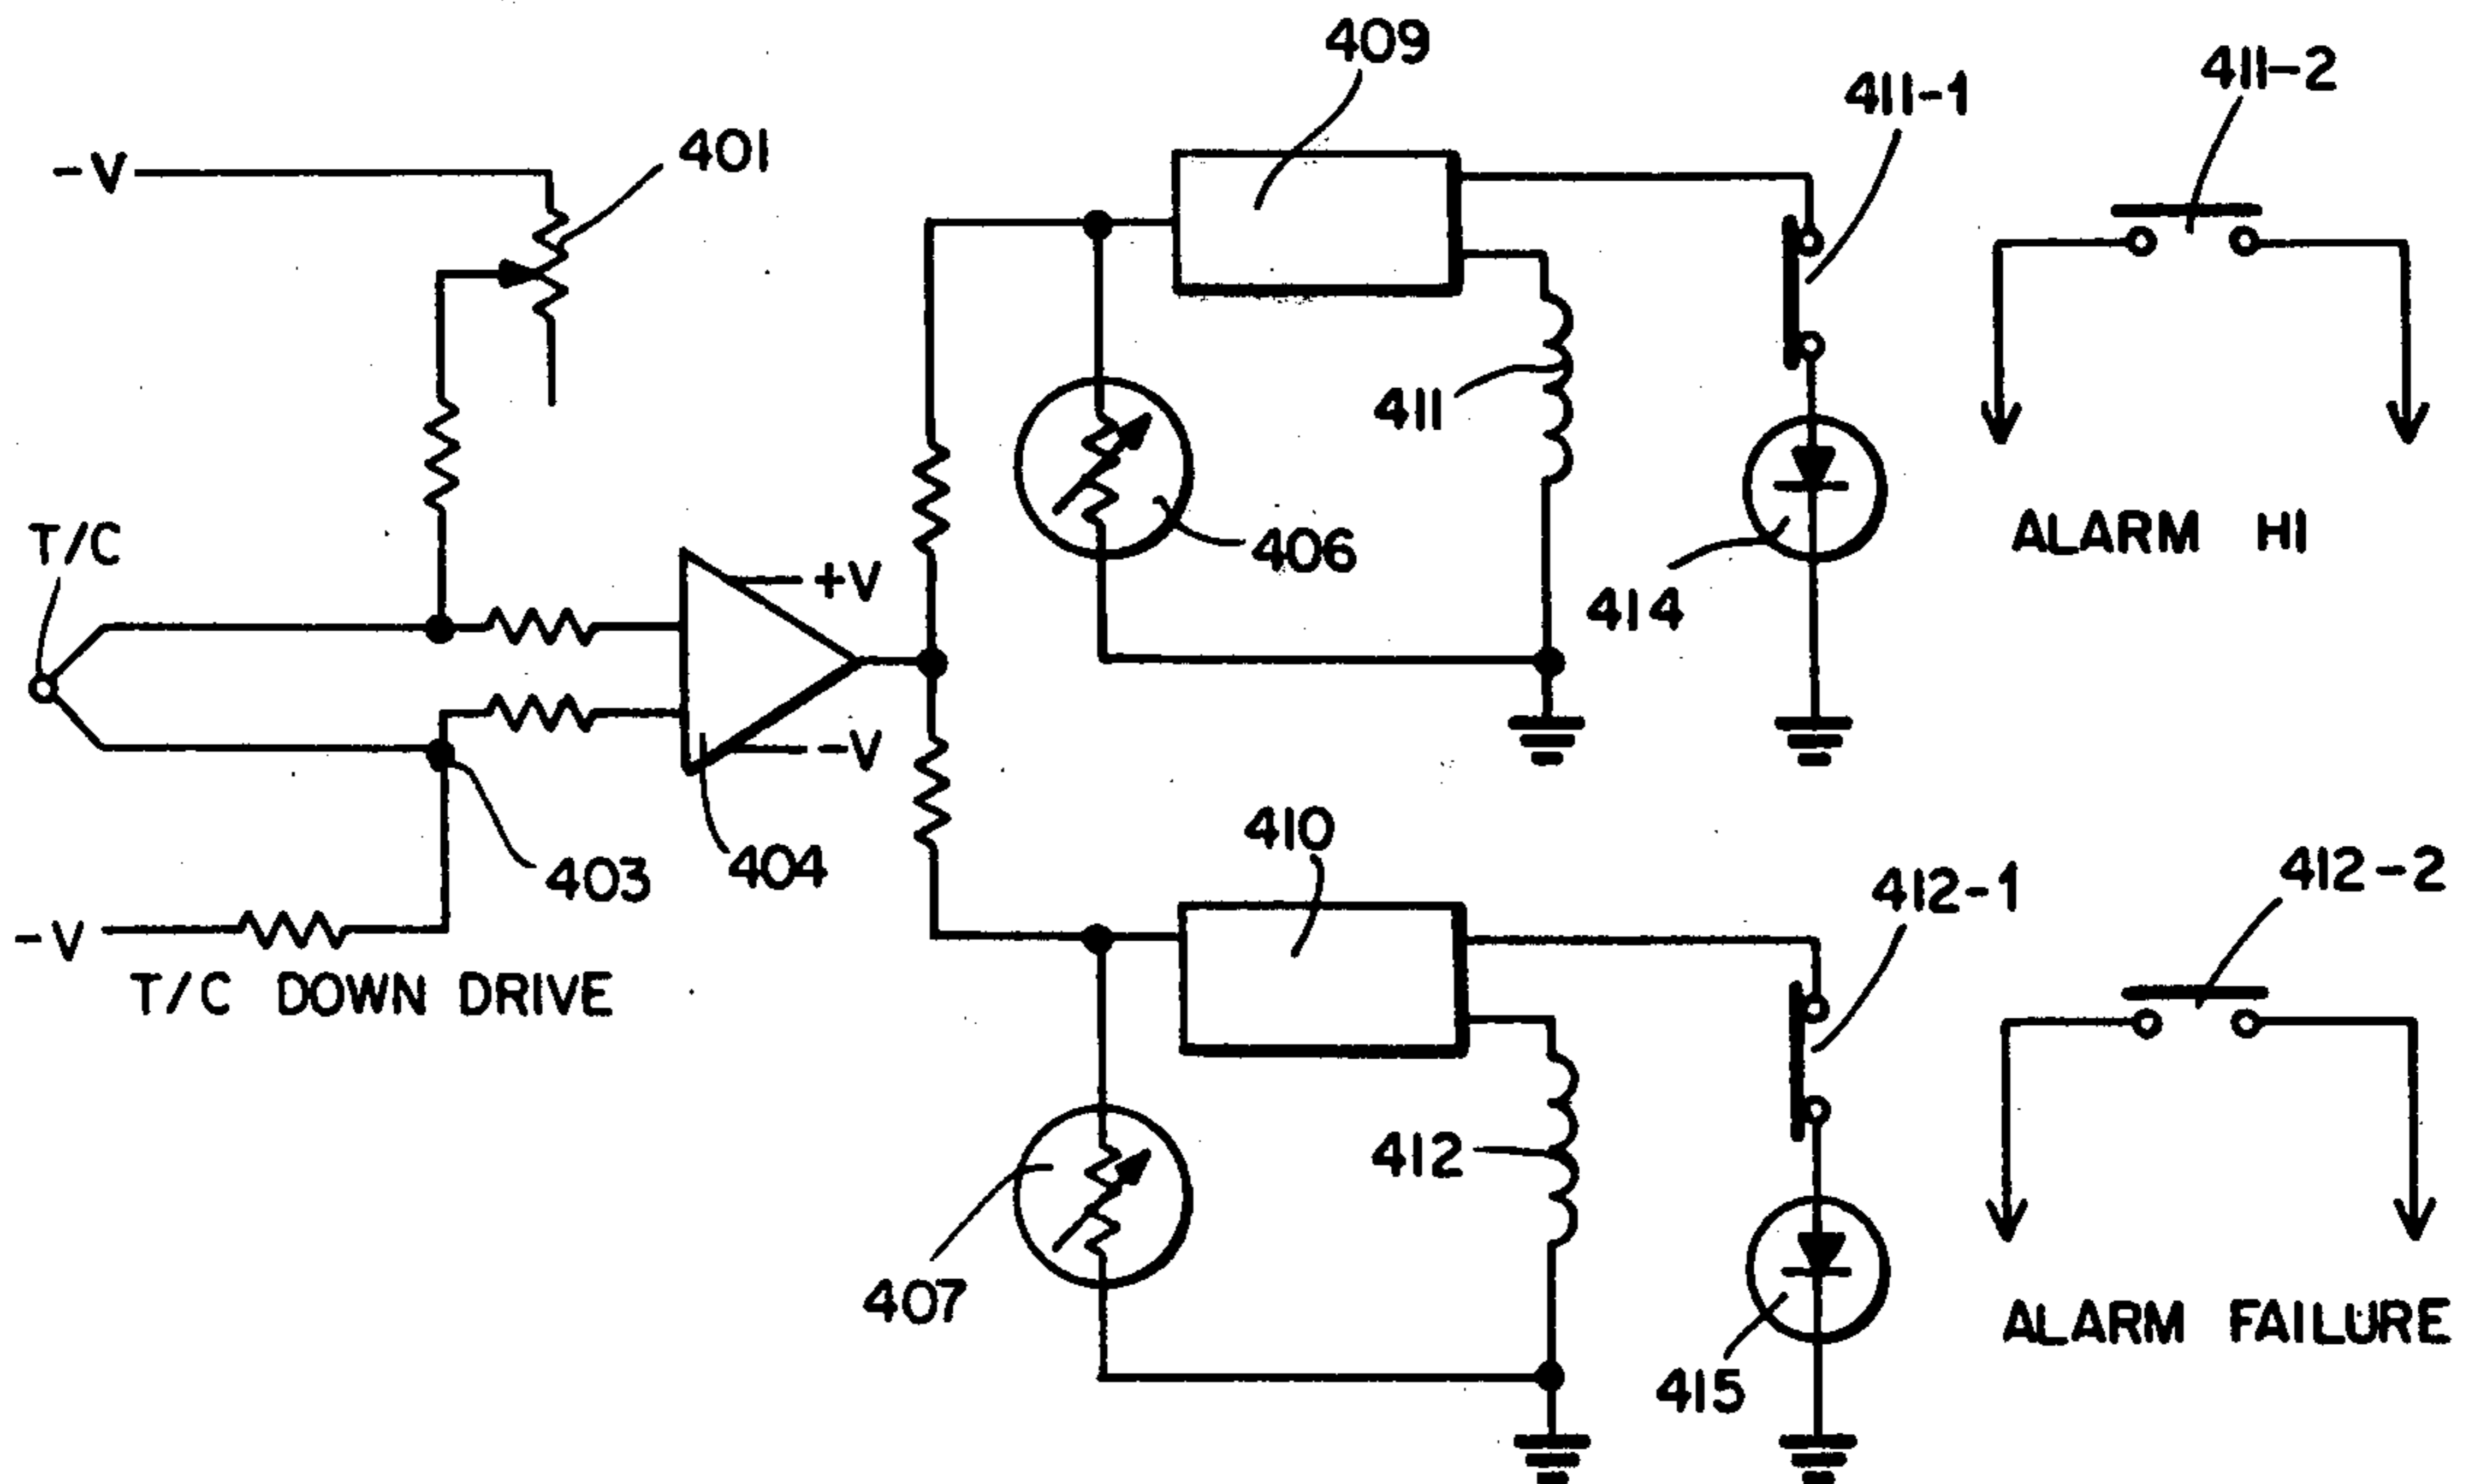 409
411-1
411-2
-V
401
411
406
ALARM HI
414
T/C
+V
-V
404
403
-V
T/C DOWN DRIVE
410
412-1
412-2
412
407
ALARM FAILURE
415